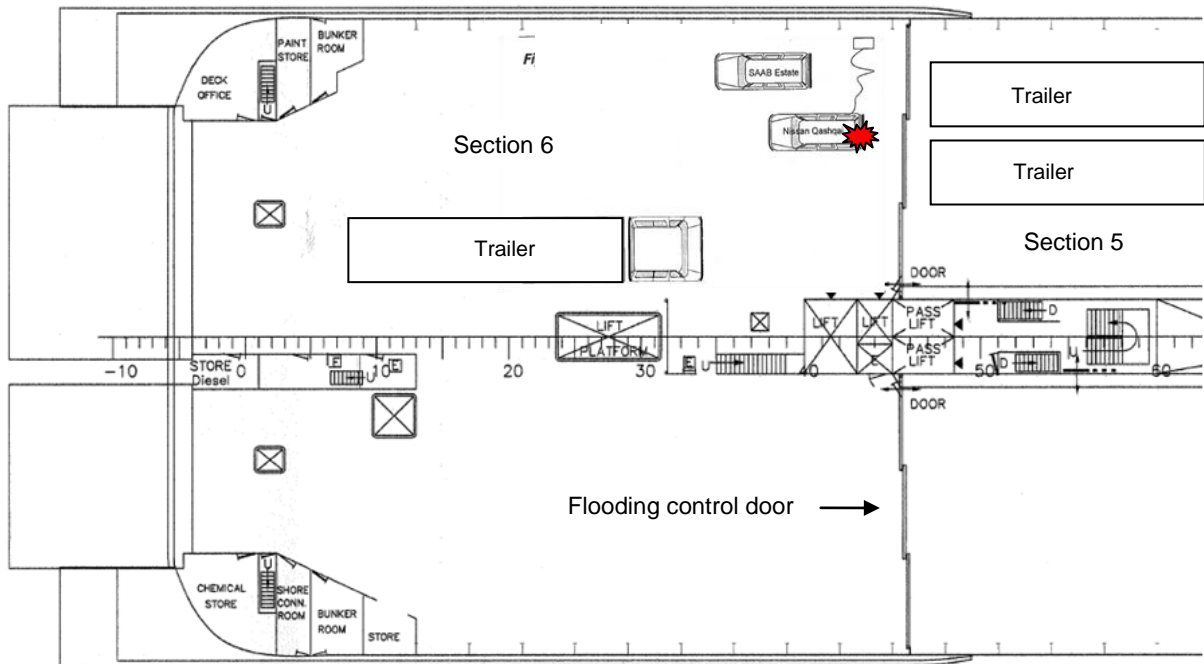 BUNKER
ROOM
PAINT
STORE
DECK
OFFICE
U
Fi
SAAB Estate
Nissan Qashqai
Trailer
Trailer
Section 6
Section 5
Trailer
DOOR
LIFT
LIFT
PASS
LIFT
D
LIFT
PLATFORM
PASS
LIFT
E
D
U
STORE
Diesel
F
U
E
E
U
-10
0
10
20
30
40
50
60
DOOR
Flooding control door
U
CHEMICAL
STORE
SHORE
CONN.
ROOM
BUNKER
ROOM
STORE